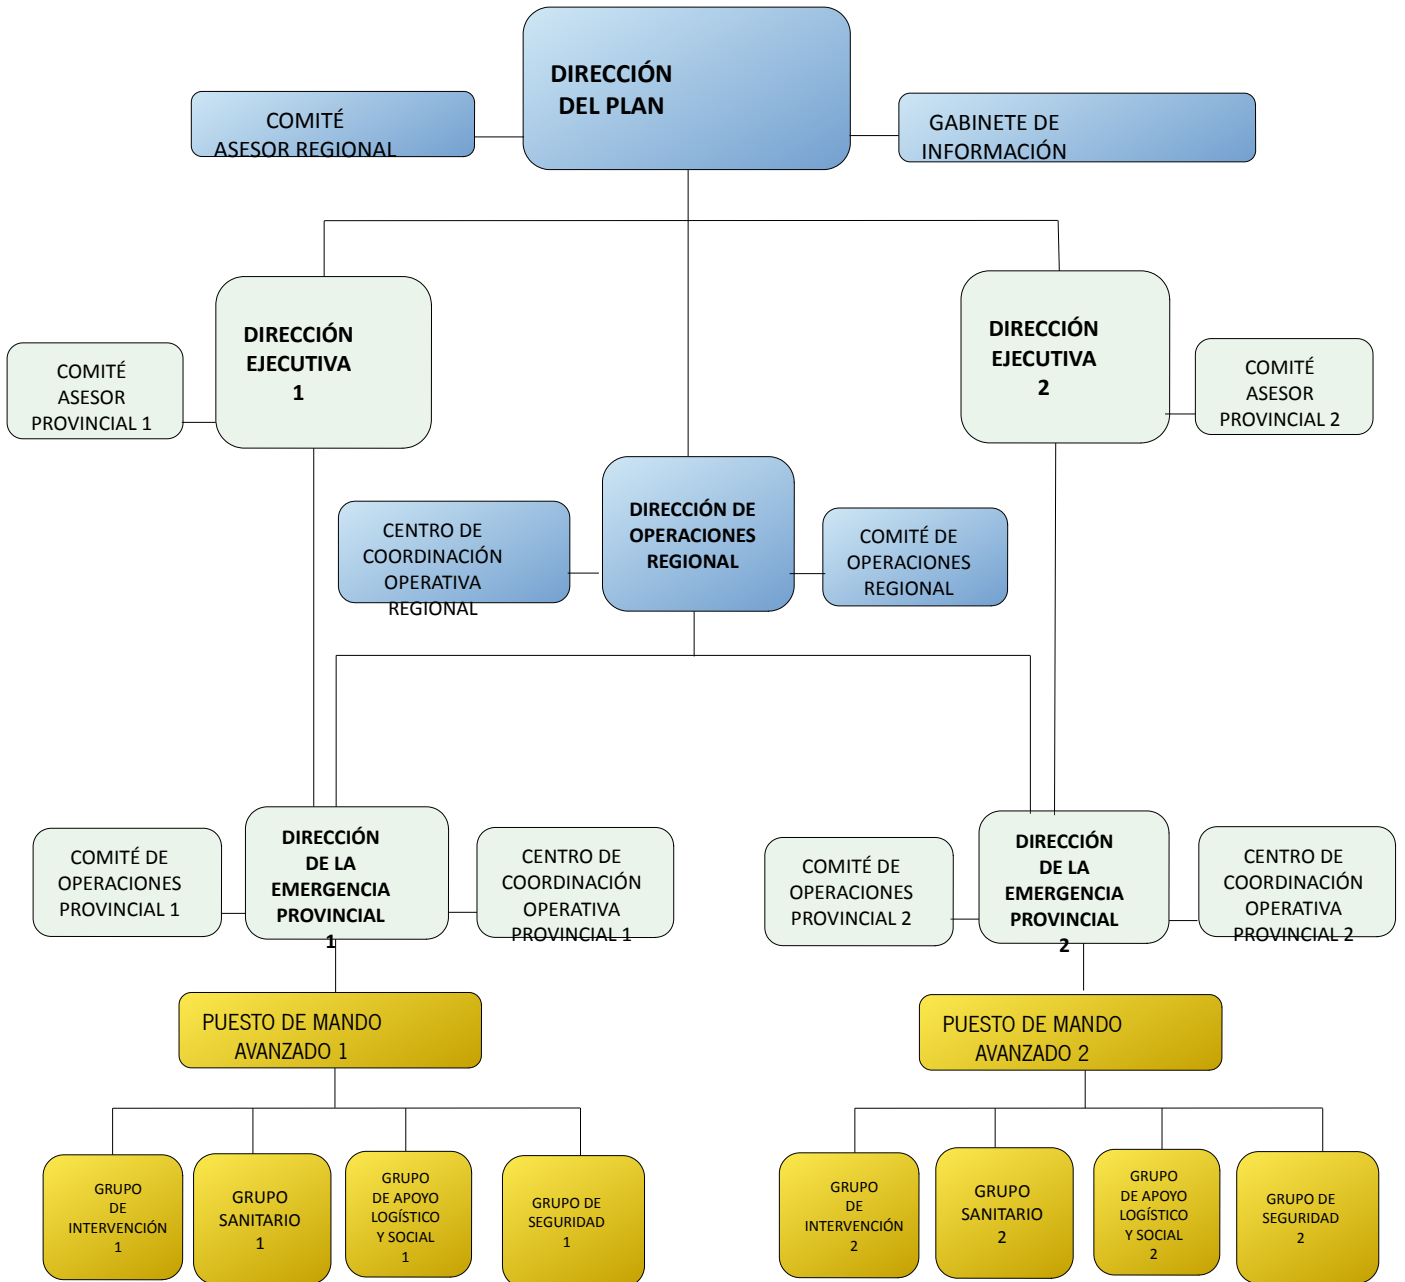 DIRECCIÓN
DEL PLAN
COMITÉ
ASESOR REGIONAL
GABINETE DE
INFORMACIÓN
DIRECCIÓN
EJECUTIVA
1
DIRECCIÓN
EJECUTIVA
2
COMITÉ
ASESOR
PROVINCIAL 1
COMITÉ
ASESOR
PROVINCIAL 2
CENTRO DE
COORDINACIÓN
OPERATIVA
REGIONAL
DIRECCIÓN DE
OPERACIONES
REGIONAL
COMITÉ DE
OPERACIONES
REGIONAL
COMITÉ DE
OPERACIONES
PROVINCIAL 1
DIRECCIÓN
DE LA
EMERGENCIA
PROVINCIAL
1
CENTRO DE
COORDINACIÓN
OPERATIVA
PROVINCIAL 1
COMITÉ DE
OPERACIONES
PROVINCIAL 2
DIRECCIÓN
DE LA
EMERGENCIA
PROVINCIAL
2
CENTRO DE
COORDINACIÓN
OPERATIVA
PROVINCIAL 2
PUESTO DE MANDO
AVANZADO 1
PUESTO DE MANDO
AVANZADO 2
GRUPO
DE
INTERVENCIÓN
1
GRUPO
SANITARIO
1
GRUPO
DE APOYO
LOGÍSTICO
Y SOCIAL
1
GRUPO DE
SEGURIDAD
1
GRUPO
DE
INTERVENCIÓN
2
GRUPO
SANITARIO
2
GRUPO
DE APOYO
LOGÍSTICO
Y SOCIAL
2
GRUPO DE
SEGURIDAD
2